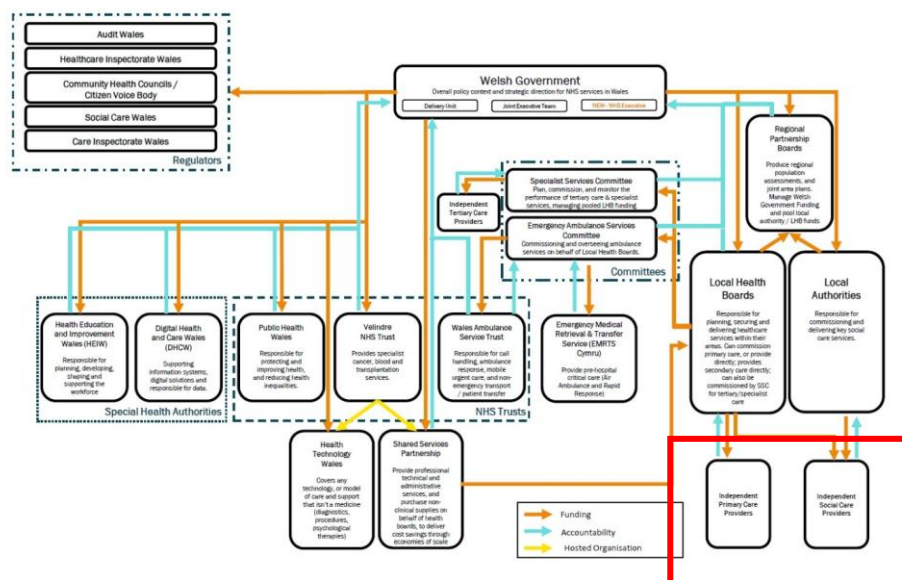 Audit Wales
Healthcare Inspectorate Wales
Community Health Councils /
Citizen Voice Body
Social Care Wales
Care Inspectorate Wales
Regulators
Welsh Government
Overall policy context and strategic direction for NHS services in Wales
Delivery Unit
Joint Executive Team
NEW - NHS Executive
Regional
Partnership
Boards
Produce regional
population
assessments, and
joint area plans.
Manage Welsh
Government Funding
and pool local
authority / LHB funds
Specialist Services Committee
Plan, commission, and monitor the
performance of tertiary care & specialist
services, managing pooled LHB funding
Independent
Tertiary Care
Providers
Emergency Ambulance Services
Committee
Commissioning and overseeing ambulance
services on behalf of Local Health Boards.
Committees
Local Health
Boards
Responsible for
planning, securing and
delivering healthcare
services within their
areas. Can commission
primary care, or provide
directly; provides
secondary care directly;
can also be
commissioned by SSC
for tertiary/specialist
care
Local
Authorities
Responsible for
commissioning and
delivering key social
care services.
Health Education
and Improvement
Wales (HEIW)
Responsible for
planning, developing,
shaping and
supporting the
workforce
Digital Health
and Care Wales
(DHCW)
Supporting
information systems,
digital solutions and
responsible for data.
Special Health Authorities
Public Health
Wales
Responsible for
protecting and
improving health,
and reducing health
inequalities.
Velindre
NHS Trust
Provides specialist
cancer, blood and
transplantation
services.
Wales Ambulance
Service Trust
Responsible for call
handling, ambulance
response, mobile
urgent care, and non-
emergency transport /
patient transfer
NHS Trusts
Emergency Medical
Retrieval & Transfer
Service (EMRTS
Cymru)
Provide pre-hospital
critical care (Air
Ambulance and Rapid
Response)
Health
Technology
Wales
Covers any
technology, or model
of care and support
that isn't a medicine
(diagnostics,
procedures,
psychological
therapies)
Shared Services
Partnership
Provide professional
technical and
administrative
services, and
purchase non-
clinical supplies on
behalf of health
boards, to deliver
cost savings through
economies of scale
Funding
Accountability
Hosted Organisation
Independent
Primary Care
Providers
Independent
Social Care
Providers